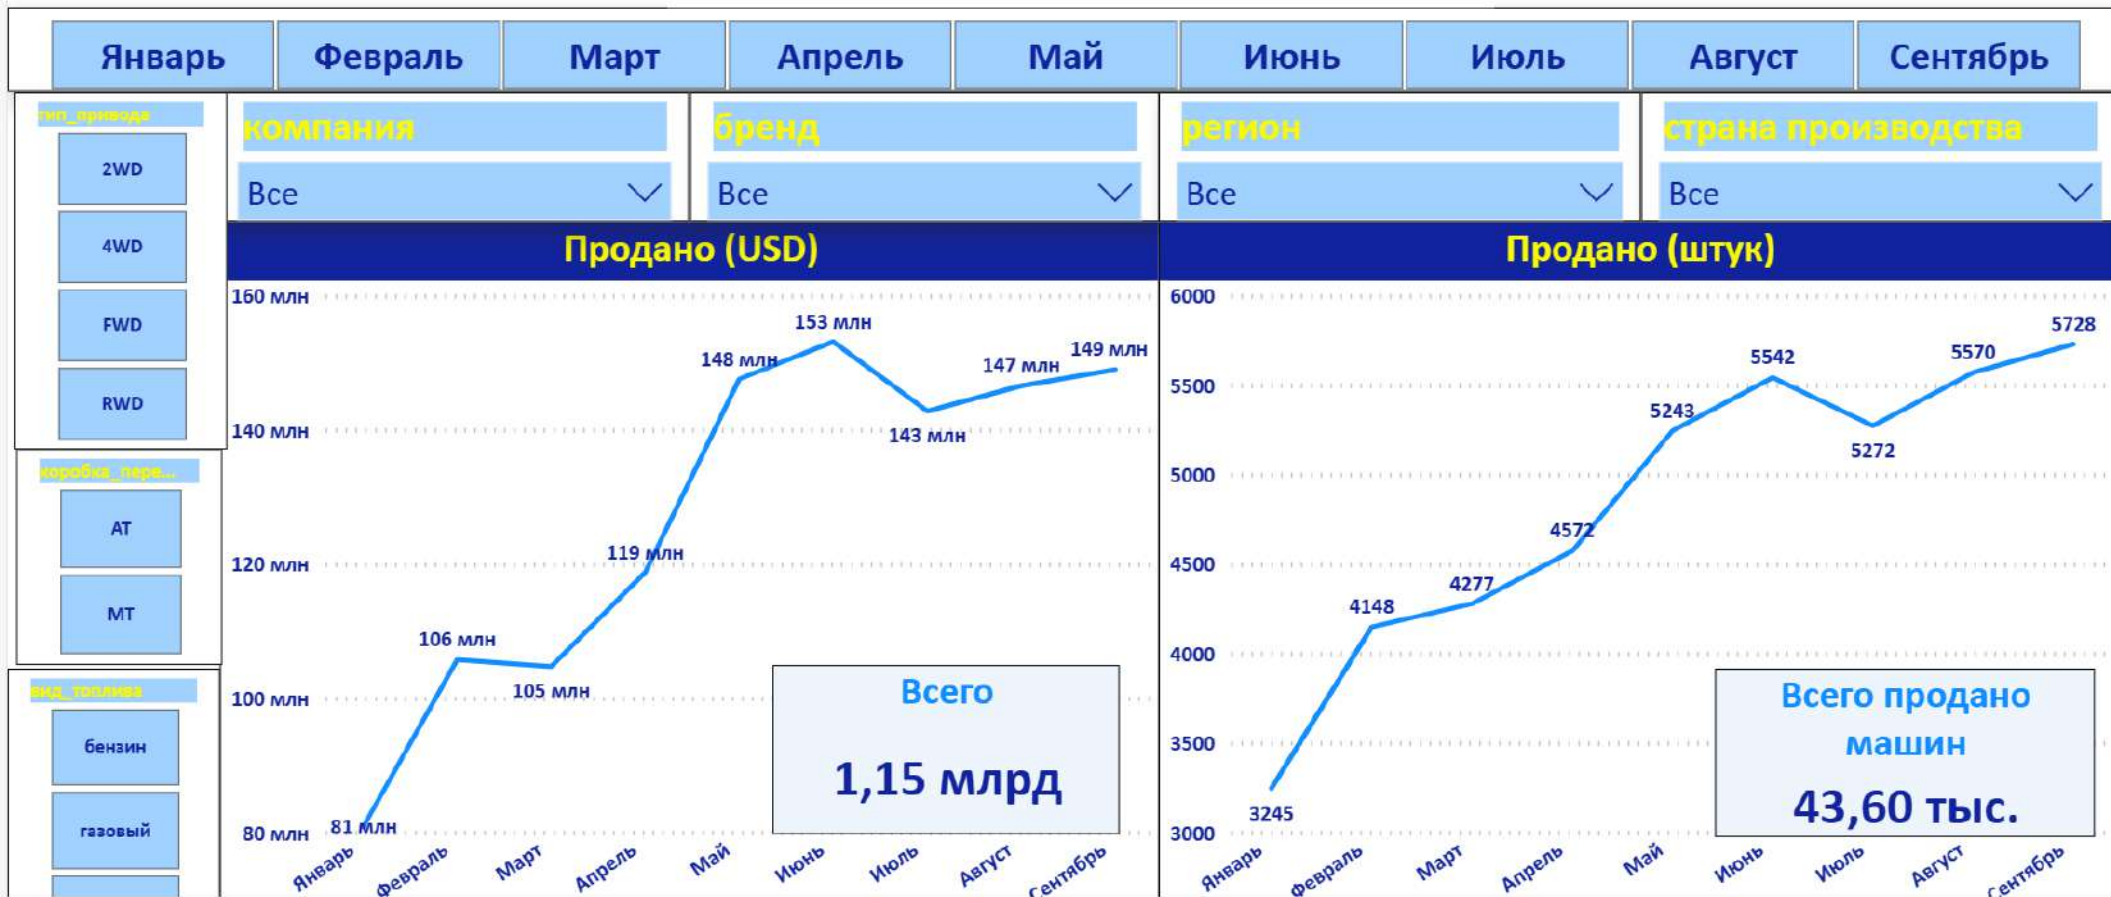 Январь Февраль Март Апрель Май Июнь Июль Август Сентябрь
тип_привода
2WD
4WD
FWD
RWD
коробка_пере...
AT
MT
вид_топлива
бензин
газовый
компания
Все
бренд
Все
регион
Все
страна производства
Все
Продано (USD)
160 млн
140 млн
120 млн
100 млн
80 млн
81 млн
106 млн
105 млн
119 млн
148 млн
153 млн
143 млн
147 млн
149 млн
Январь
Февраль
Март
Апрель
Май
Июнь
Июль
Август
Сентябрь
Всего
1,15 млрд
Продано (штук)
6000
5500
5000
4500
4000
3500
3000
3245
4148
4277
4572
5243
5542
5272
5570
5728
Январь
Февраль
Март
Апрель
Май
Июнь
Июль
Август
Сентябрь
Всего продано
машин
43,60 тыс.